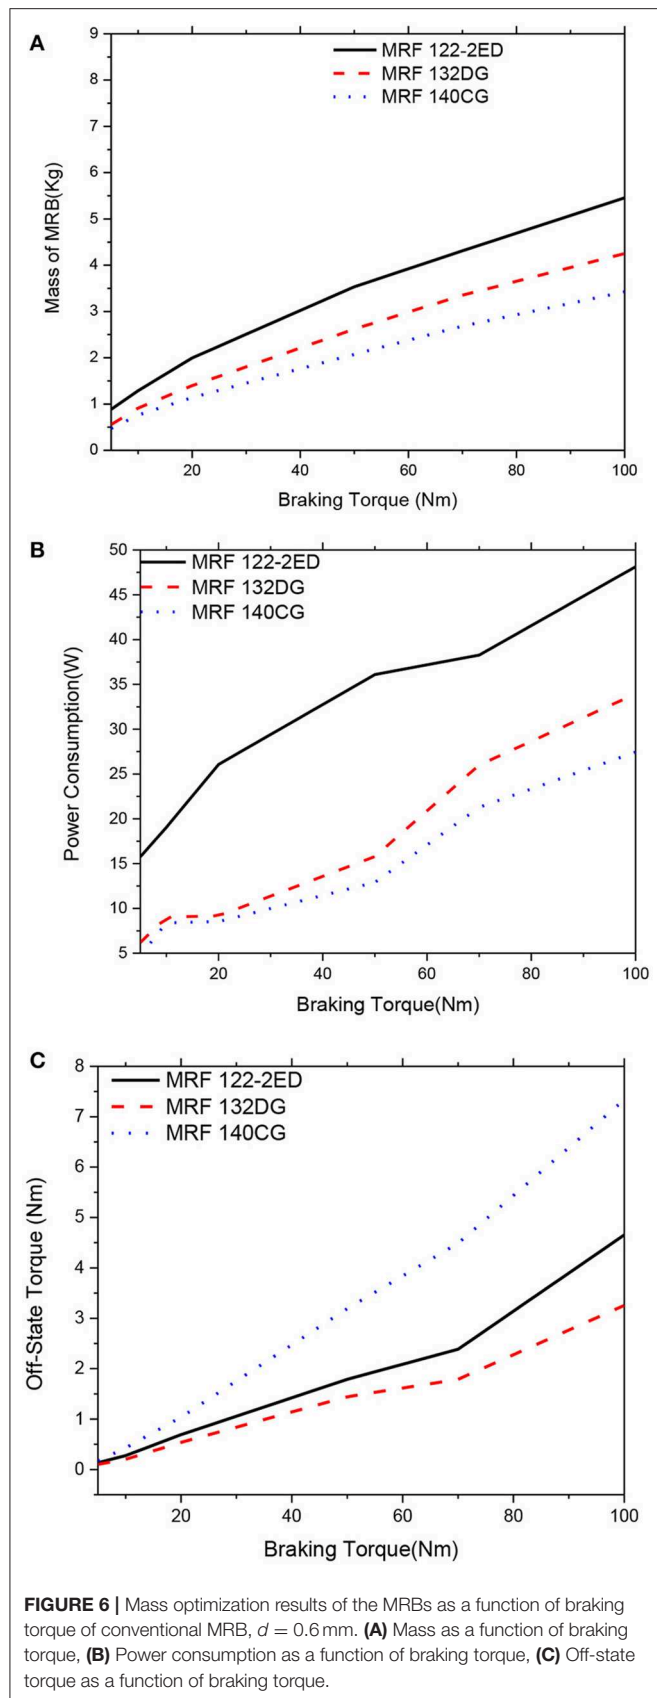 A
MRF 122-2ED
MRF 132DG
MRF 140CG
9
8
7
6
5
4
3
2
1
0
Mass of MRB(Kg)
20 40 60 80 100
Braking Torque (Nm)
B
MRF 122-2ED
MRF 132DG
MRF 140CG
50
45
40
35
30
25
20
15
10
5
Power Consumption(W)
20 40 60 80 100
Braking Torque(Nm)
C
MRF 122-2ED
MRF 132DG
MRF 140CG
8
7
6
5
4
3
2
1
0
Off-State Torque (Nm)
20 40 60 80 100
Braking Torque(Nm)
FIGURE 6 | Mass optimization results of the MRBs as a function of braking
torque of conventional MRB, d = 0.6 mm. (A) Mass as a function of braking
torque, (B) Power consumption as a function of braking torque, (C) Off-state
torque as a function of braking torque.